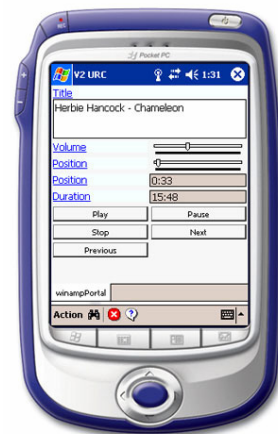 REC
Pocket PC
V2 URC 1:31
Title
Herbie Hancock - Chameleon
Volume
Position
Position 0:33
Duration 15:48
Play Pause
Stop Next
Previous
winampPortal
Action